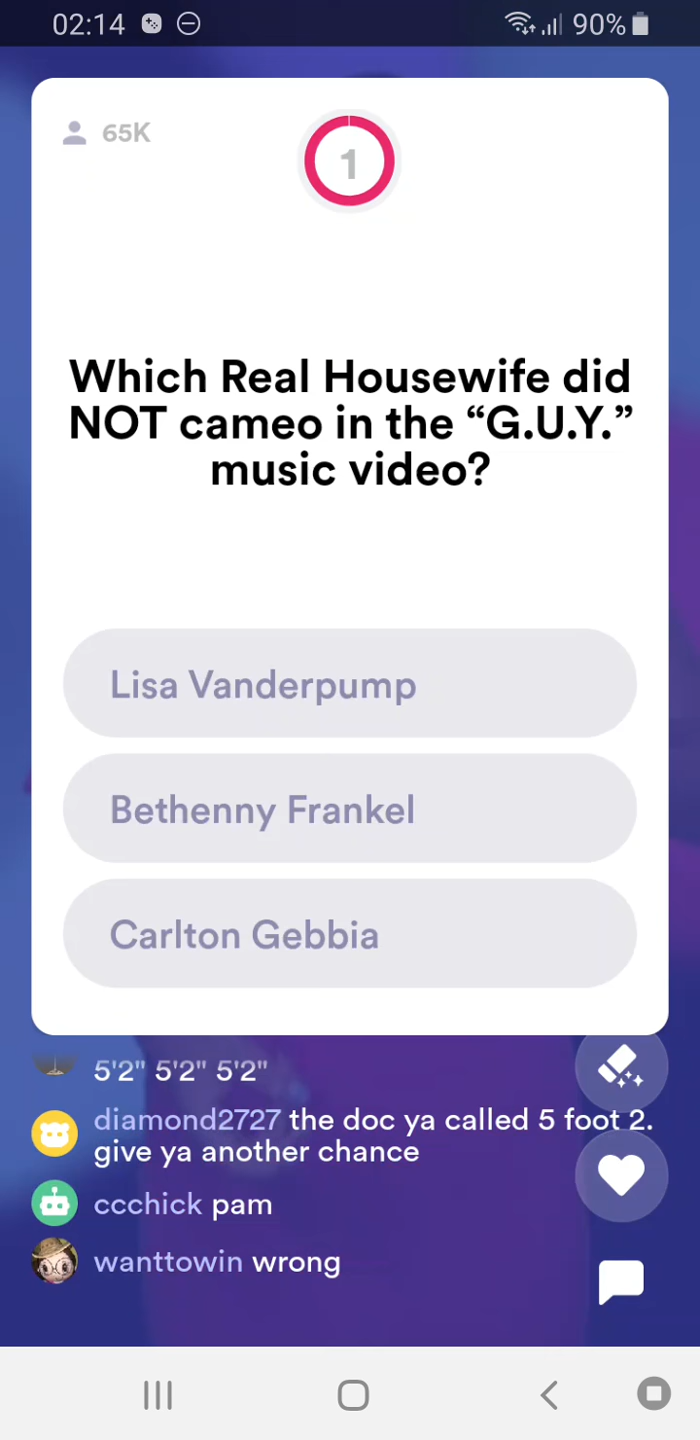 02:14 90%
65K
1
Which Real Housewife did
NOT cameo in the “G.U.Y.”
music video?
Lisa Vanderpump
Bethenny Frankel
Carlton Gebbia
5'2" 5'2" 5'2"
diamond2727 the doc ya called 5 foot 2.
give ya another chance
ccchick pam
wanttowin wrong